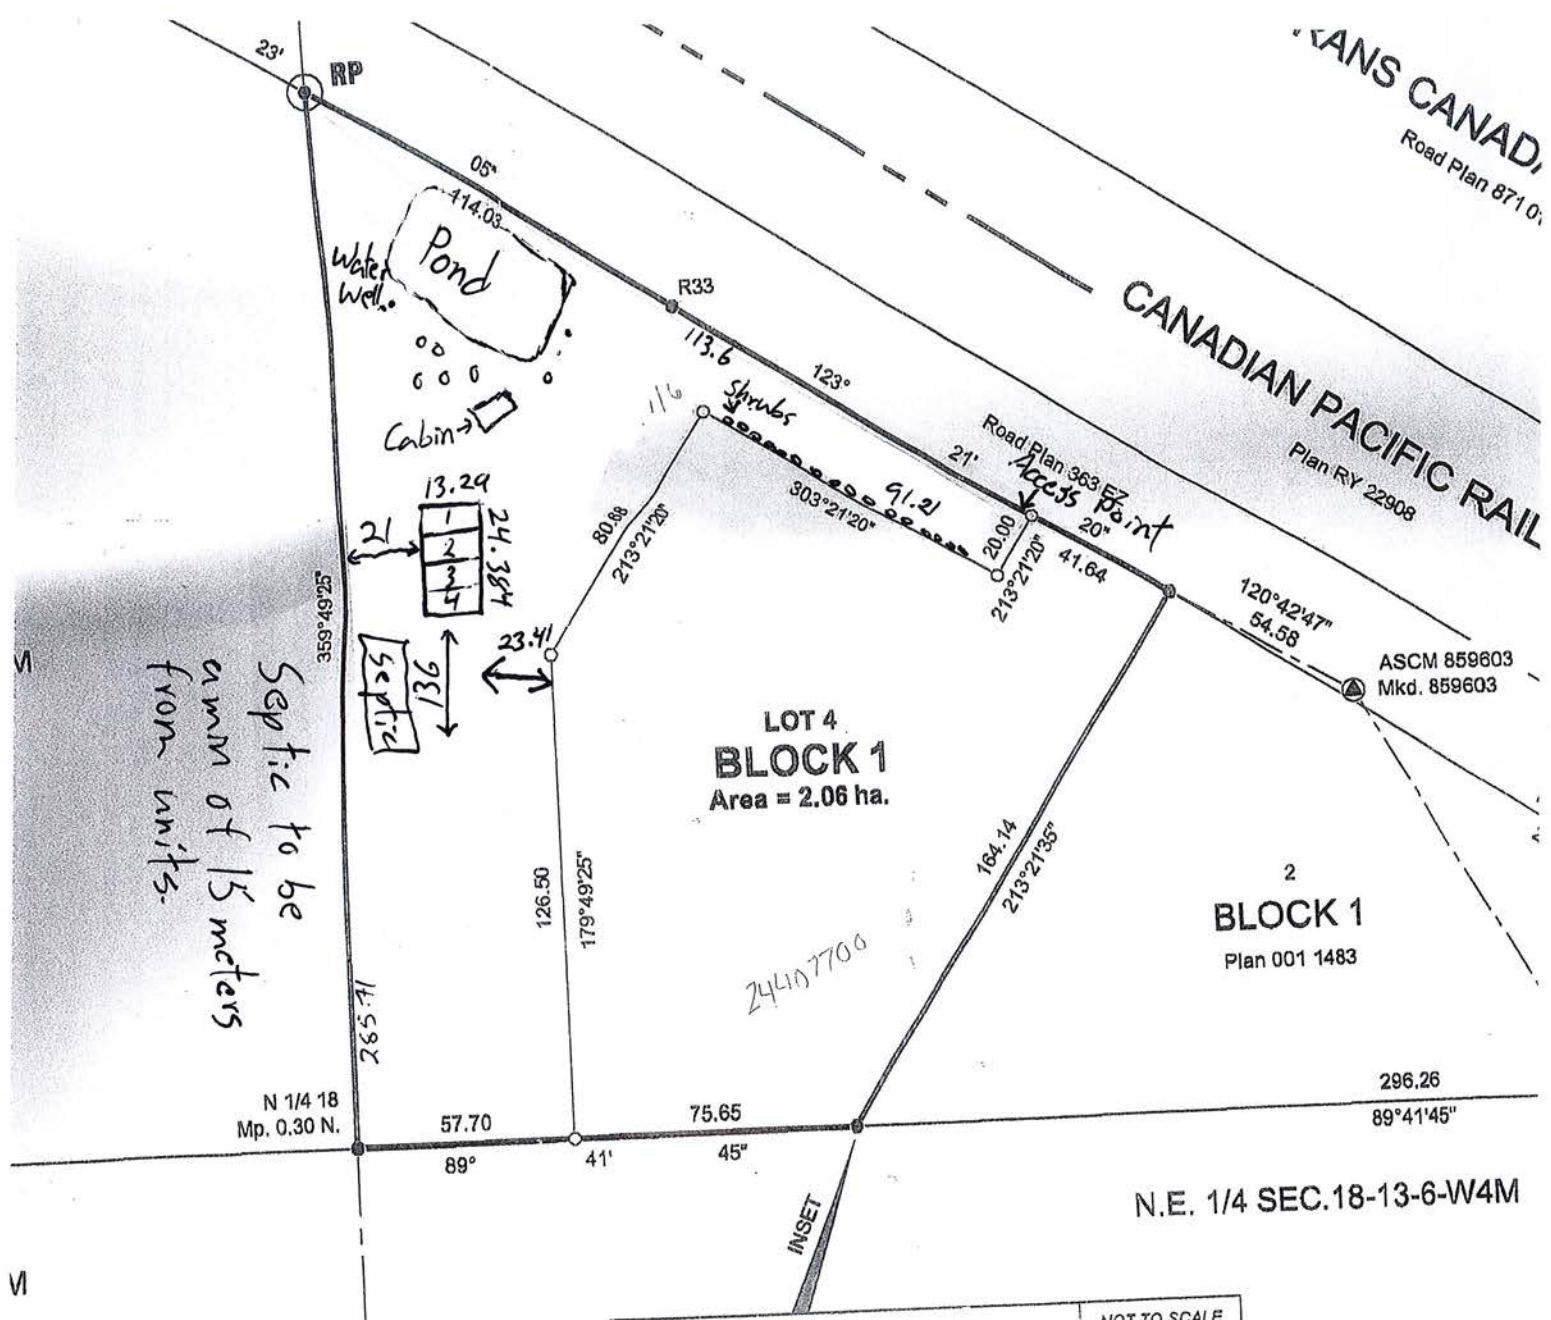 23'
RP
RANS CANADA
Road Plan 871 01
05"
114.03
Pond
Water
Well.
R33
113.6
CANADIAN PACIFIC RAIL
Plan RY 22908
123°
116
Shrubs
Cabin
Road Plan 363 EZ
21'
Access point
20"
41.64
91.21
303°21'20"
20.00
213°21'20"
80.88
213°21'20"
13.29
1
2
3
4
24.384
21
359°49'25"
120°42'47"
54.58
ASCM 859603
Mkd. 859603
23.41
136
Septic
M
Septic to be
a min of 15 meters
from units.
LOT 4
BLOCK 1
Area = 2.06 ha.
164.14
213°21'35"
126.50
179°49'25"
2
BLOCK 1
Plan 001 1483
285.71
N 1/4 18
Mp. 0.30 N.
57.70
75.65
296.26
89°
41'
45"
89°41'45"
N.E. 1/4 SEC.18-13-6-W4M
INSET
M
NOT TO SCALE